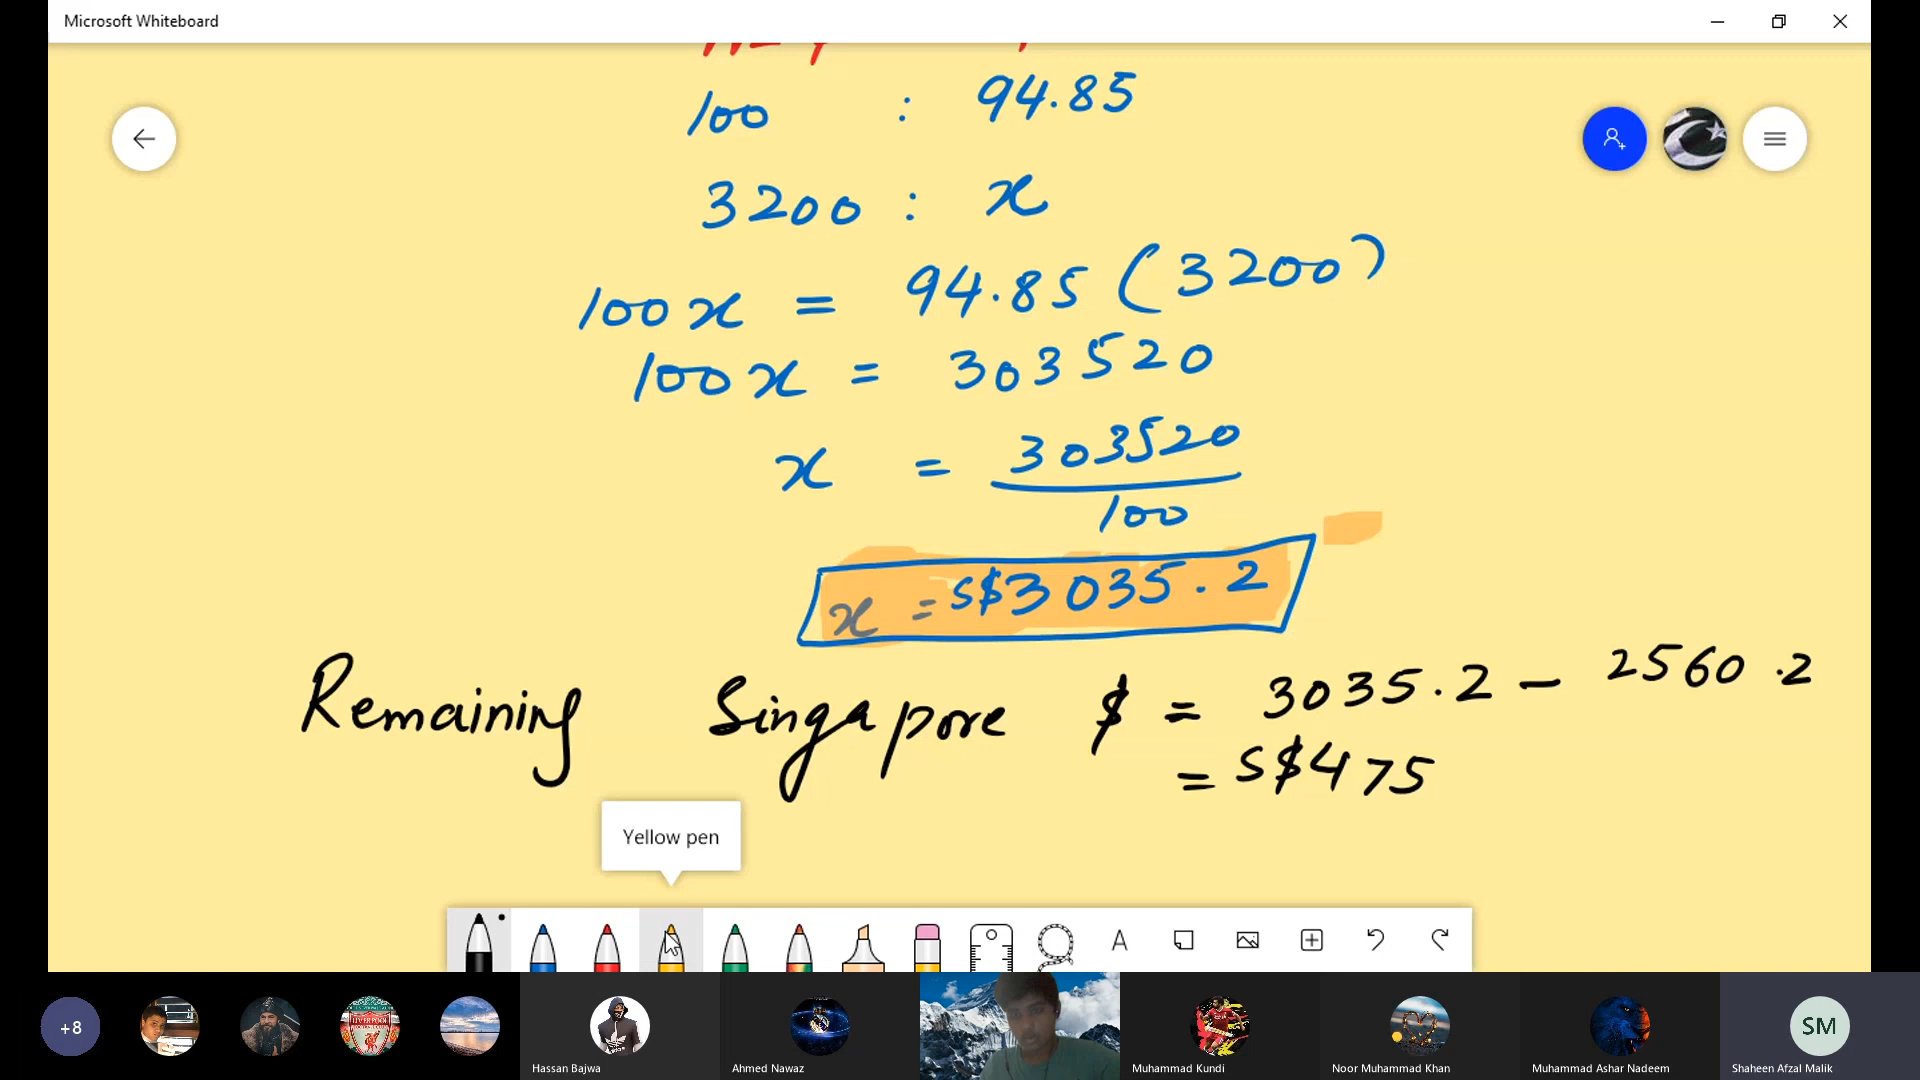 Microsoft Whiteboard
100 : 94.85
3200 : x
100x = 94.85 (3200)
100x = 303520
x = 303520
100
x = S$3035.2
Remaining Singapore $ = 3035.2 - 2560.2
= S$475
Yellow pen
A
+8
LIVERPOOL
SM
Hassan Bajwa
Ahmed Nawaz
Muhammad Kundi
Noor Muhammad Khan
Muhammad Ashar Nadeem
Shaheen Afzal Malik